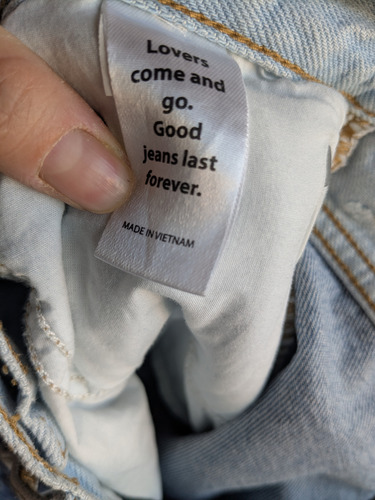 Lovers
come and
go.
Good
jeans last
forever.
MADE IN VIETNAM